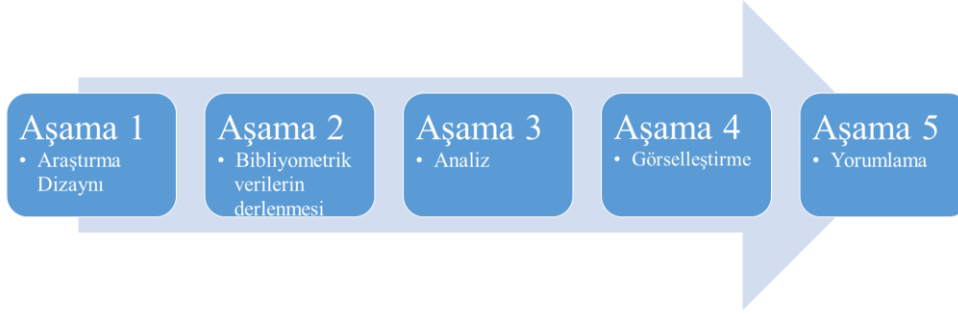 Aşama 1
• Araştırma
Dizaynı
Aşama 2
• Bibliyometrik
verilerin
derlenmesi
Aşama 3
• Analiz
Aşama 4
• Görselleştirme
Aşama 5
• Yorumlama